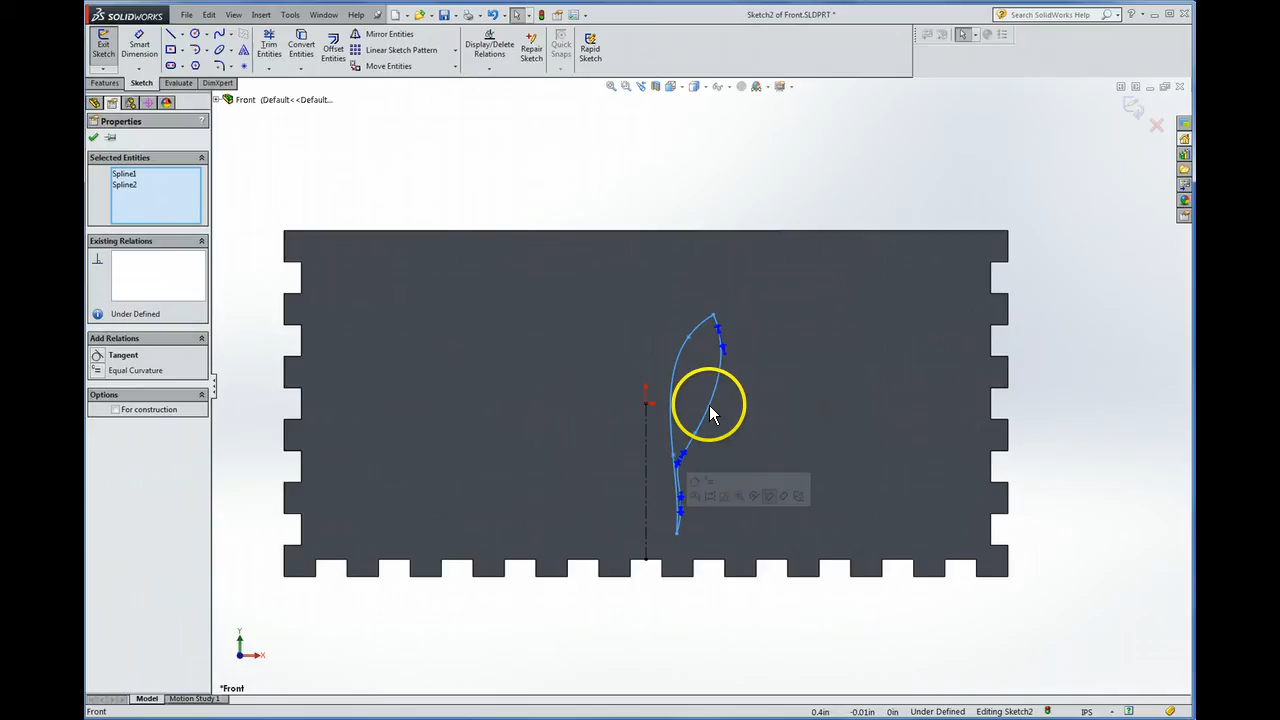 SOLIDWORKS File Edit View Insert Tools Window Help Sketch2 of Front.SLDPRT * Search SolidWorks Help
Exit Sketch
Smart Dimension
Trim Entities
Convert Entities
Offset Entities
Mirror Entities
Linear Sketch Pattern
Move Entities
Display/Delete Relations
Repair Sketch
Quick Snaps
Rapid Sketch
Features Sketch Evaluate DimXpert
Front (Default<<Default...
Properties ?
Selected Entities
Spline1
Spline2
Existing Relations
Under Defined
Add Relations
Tangent
Equal Curvature
Options
For construction
Y
X
*Front
Model Motion Study 1
Front 0.4in -0.01in 0in Under Defined Editing Sketch2 IPS